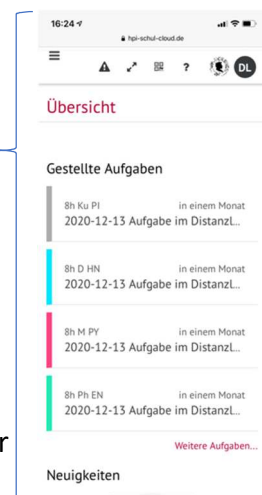 16:24
hpi-schul-cloud.de
? DL
Übersicht
Gestellte Aufgaben
8h Ku PI in einem Monat
2020-12-13 Aufgabe im Distanzl...
8h D HN in einem Monat
2020-12-13 Aufgabe im Distanzl...
8h M PY in einem Monat
2020-12-13 Aufgabe im Distanzl...
8h Ph EN in einem Monat
2020-12-13 Aufgabe im Distanzl...
r
Weitere Aufgaben...
Neuigkeiten